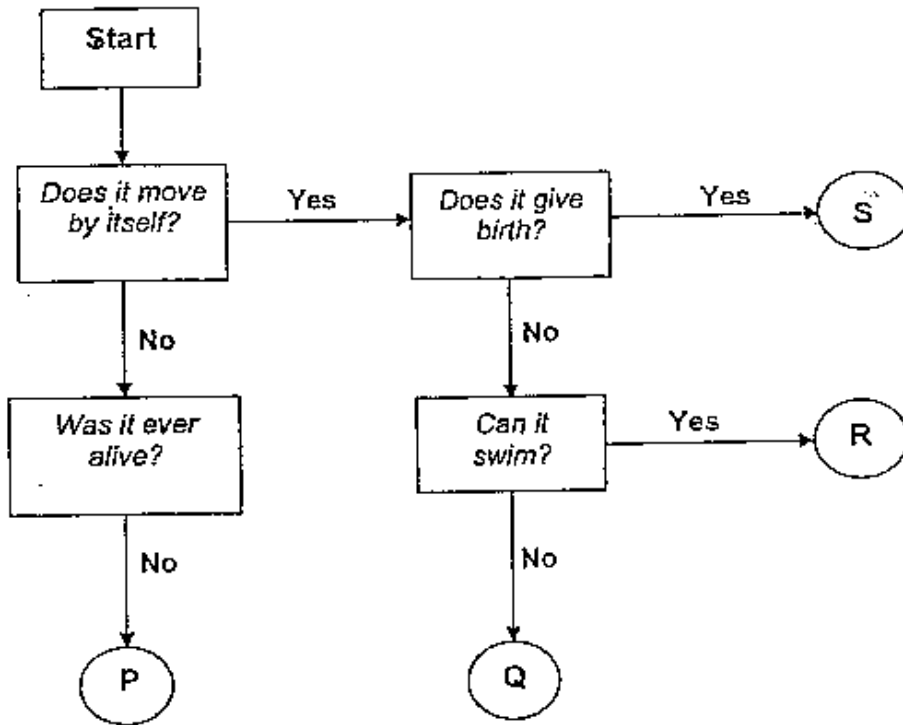 Start
Does it move
by itself?
Yes
Does it give
birth?
Yes
S
No
No
Was it ever
alive?
Can it
swim?
Yes
R
No
No
P
Q